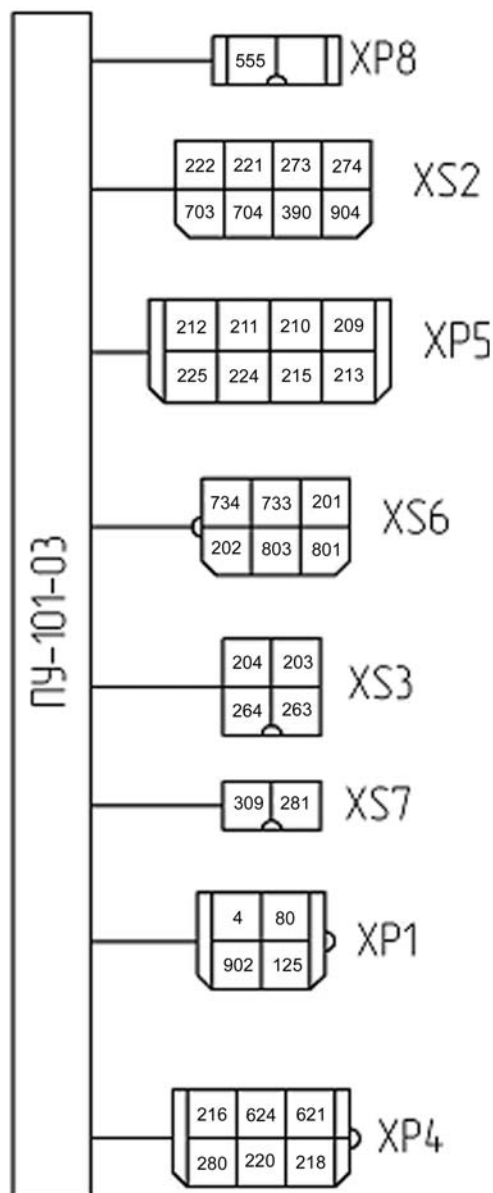 555 XP8
222 221 273 274 XS2
703 704 390 904
212 211 210 209 XP5
225 224 215 213
734 733 201 XS6
202 803 801
ПУ-101-03
204 203 XS3
264 263
309 281 XS7
4 80 XP1
902 125
216 624 621 XP4
280 220 218